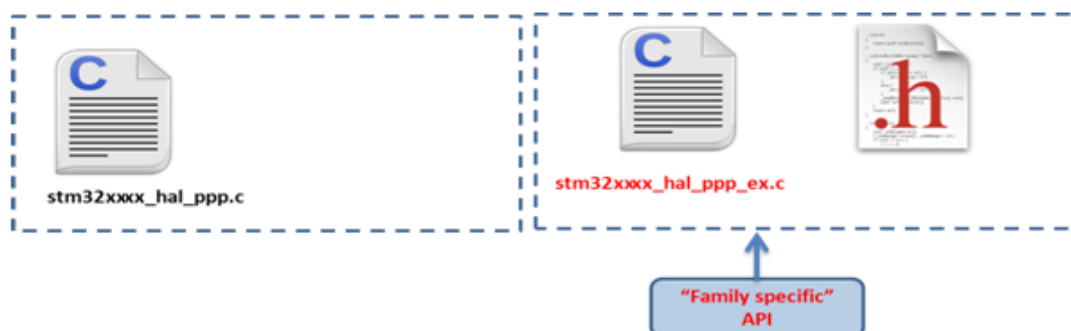 C
C
.h
stm32xxxx_hal_ppp.c
stm32xxxx_hal_ppp_ex.c
“Family specific”
API